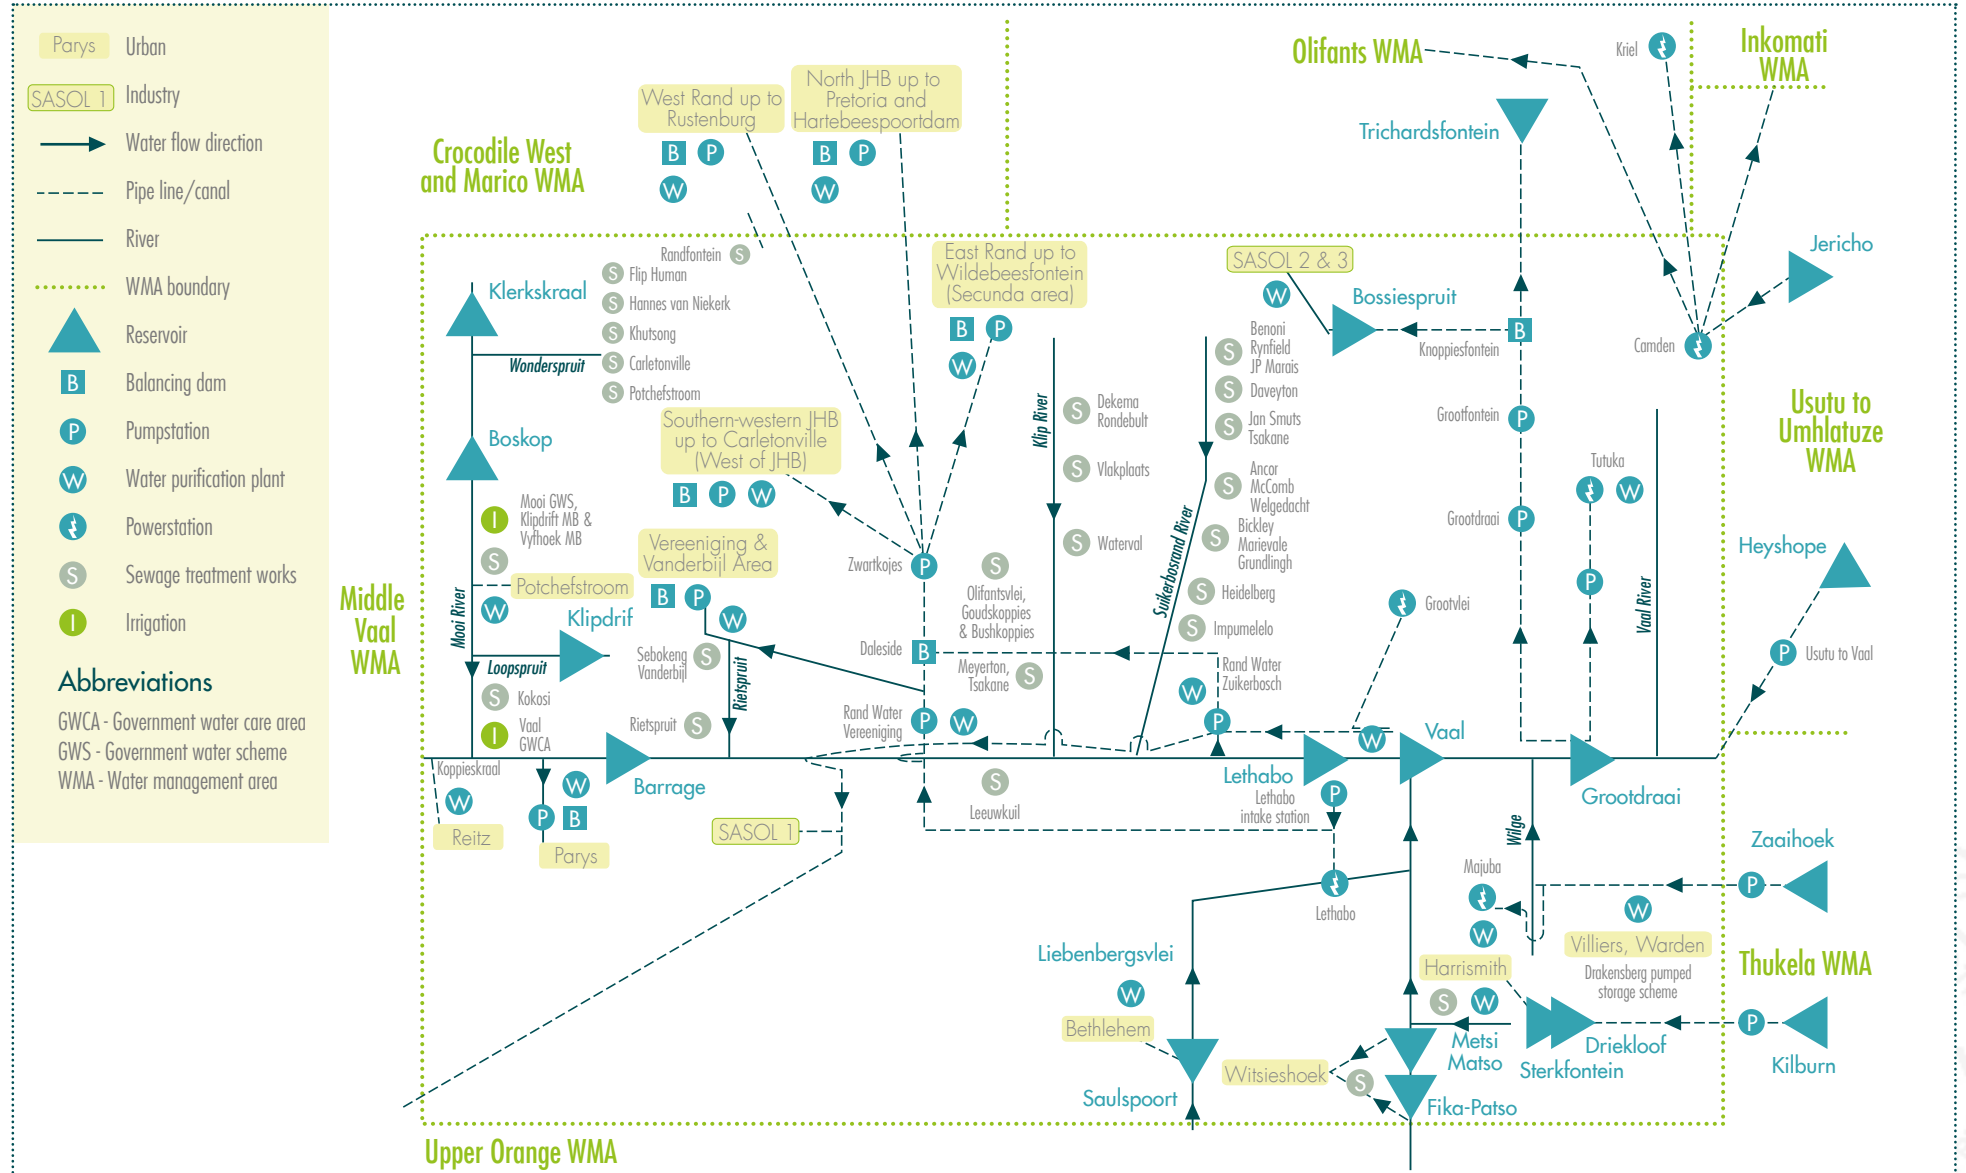 Parys
Urban
SASOL 1
Industry
Water flow direction
Pipe line/canal
River
WMA boundary
Reservoir
B
Balancing dam
P
Pumpstation
W
Water purification plant
Powerstation
S
Sewage treatment works
I
Irrigation
Abbreviations
GWCA - Government water care area
GWS - Government water scheme
WMA - Water management area
Crocodile West
and Marico WMA
West Rand up to
Rustenburg
B
P
W
North JHB up to
Pretoria and
Hartebeespoortdam
B
P
W
Olifants WMA
Kriel
Inkomati
WMA
Trichardsfontein
Jericho
Camden
Usutu to
Umhlatuze
WMA
Heyshope
P
Usutu to Vaal
Klerkskraal
Randfontein
S
S
Flip Human
S
Hannes van Niekerk
S
Khutsong
S
Carletonville
S
Potchefstroom
Wonderspruit
East Rand up to
Wildebeesfontein
(Secunda area)
B
P
W
SASOL 2 & 3
W
Bossiespruit
Knoppiesfontein
B
Grootfontein
P
Grootdraai
P
Tutuka
W
P
Vaal River
Boskop
Southern-western JHB
up to Carletonville
(West of JHB)
B
P
W
Klip River
S
Dekema
Rondebult
S
Vlakplaats
S
Waterval
S
Benoni
Rynfield
JP Marais
S
Daveyton
S
Jan Smuts
Tsakane
S
Ancor
McComb
Welgedacht
S
Bickley
Marievale
Grundlingh
S
Heidelberg
S
Impumelelo
Suikerbosrand River
Middle
Vaal
WMA
I
Mooi GWS,
Klipdrift MB &
Vyfhoek MB
S
Potchefstroom
W
Mooi River
Klipdrif
Loopspruit
S
Kokosi
I
Vaal
GWCA
Vereeniging &
Vanderbijl Area
B
P
W
Sebokeng
Vanderbijl
S
Rietspruit
Rietspruit
S
Zwartkojes
P
S
Olifantsvlei,
Goudskoppies
& Bushkoppies
Daleside
B
Meyerton,
Tsakane
S
Rand Water
Vereeniging
P
W
Rand Water
Zuikerbosch
W
P
Grootvlei
W
Vaal
Koppieskraal
W
Reitz
W
P
B
Parys
Barrage
SASOL 1
S
Leeuwkuil
Lethabo
P
Lethabo
intake station
Lethabo
Grootdraai
Wilge
Zaaihoek
P
Majuba
W
W
Villiers, Warden
Drakensberg pumped
storage scheme
Thukela WMA
Harrismith
S
W
Liebenbergsvlei
W
Bethlehem
Saulspoort
Witsieshoek
S
Metsi
Matso
Fika-Patso
Driekloof
Sterkfontein
P
Kilburn
Upper Orange WMA